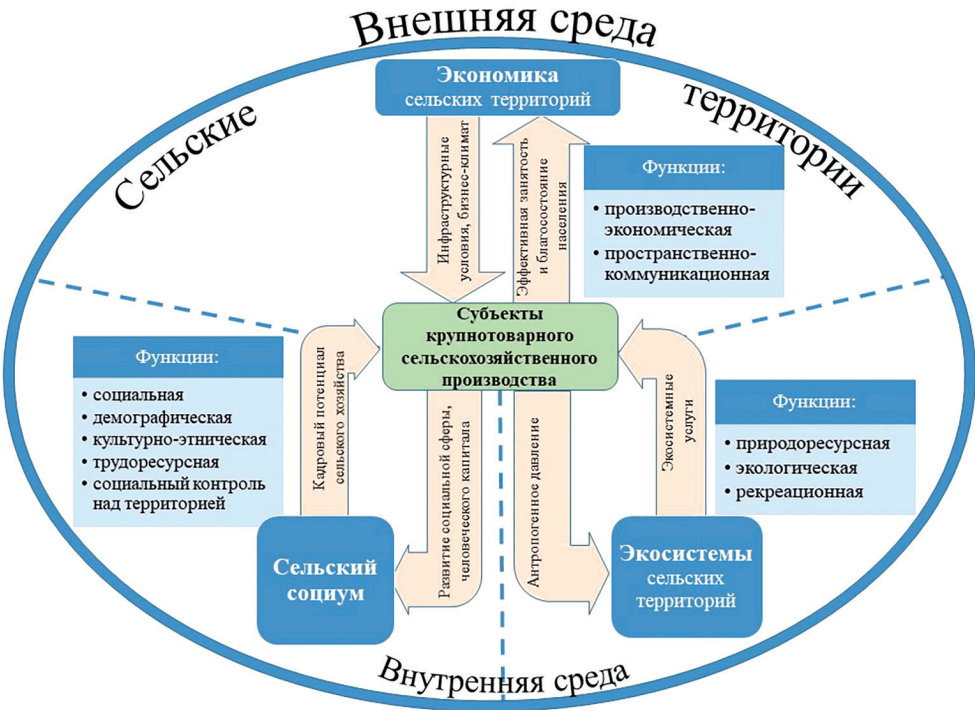 Внешняя среда
Сельские
территории
Экономика
сельских территорий
Инфраструктурные
условия, бизнес-климат
Эффективная занятость
и благосостояние
населения
Функции:
• производственно-
экономическая
• пространственно-
коммуникационная
Субъекты
крупнотоварного
сельскохозяйственного
производства
Функции:
• социальная
• демографическая
• культурно-этническая
• трудоресурсная
• социальный контроль
над территорией
Кадровый потенциал
сельского хозяйства
Развитие социальной сферы,
человеческого капитала
Антропогенное давление
Экосистемные
услуги
Функции:
• природоресурсная
• экологическая
• рекреационная
Сельский
социум
Экосистемы
сельских
территорий
Внутренняя среда